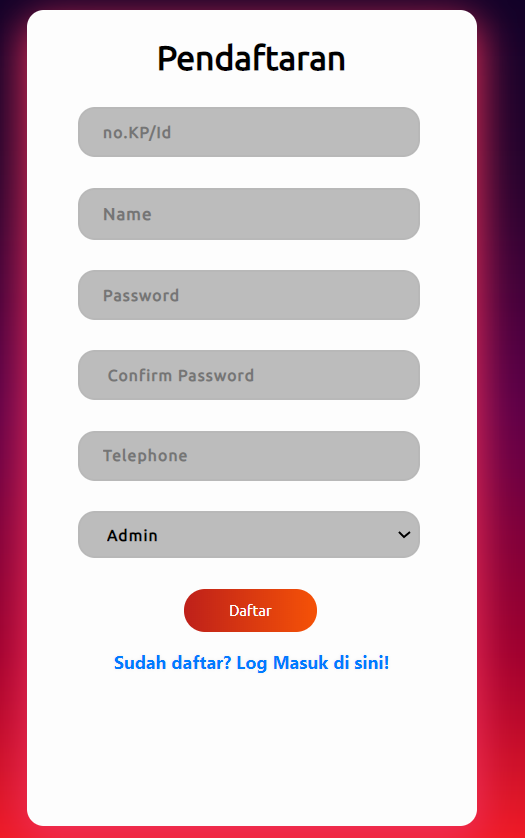 Pendaftaran
no.KP/Id
Name
Password
Confirm Password
Telephone
Admin
Daftar
Sudah daftar? Log Masuk di sini!